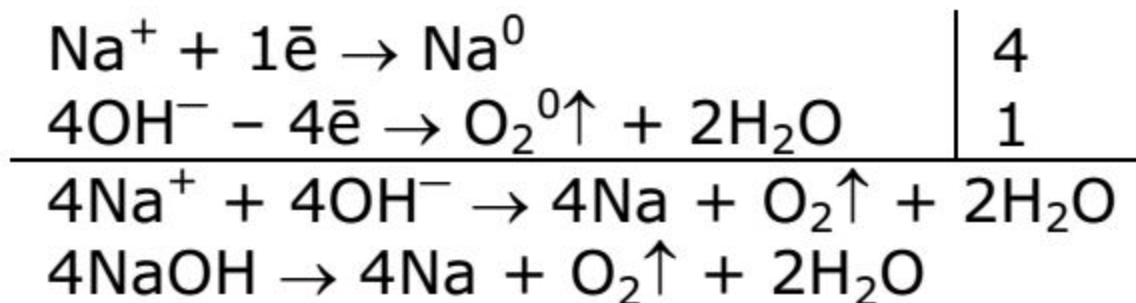 Na⁺ + 1ē → Na⁰ | 4
4OH⁻ – 4ē → O₂⁰↑ + 2H₂O | 1
4Na⁺ + 4OH⁻ → 4Na + O₂↑ + 2H₂O
4NaOH → 4Na + O₂↑ + 2H₂O